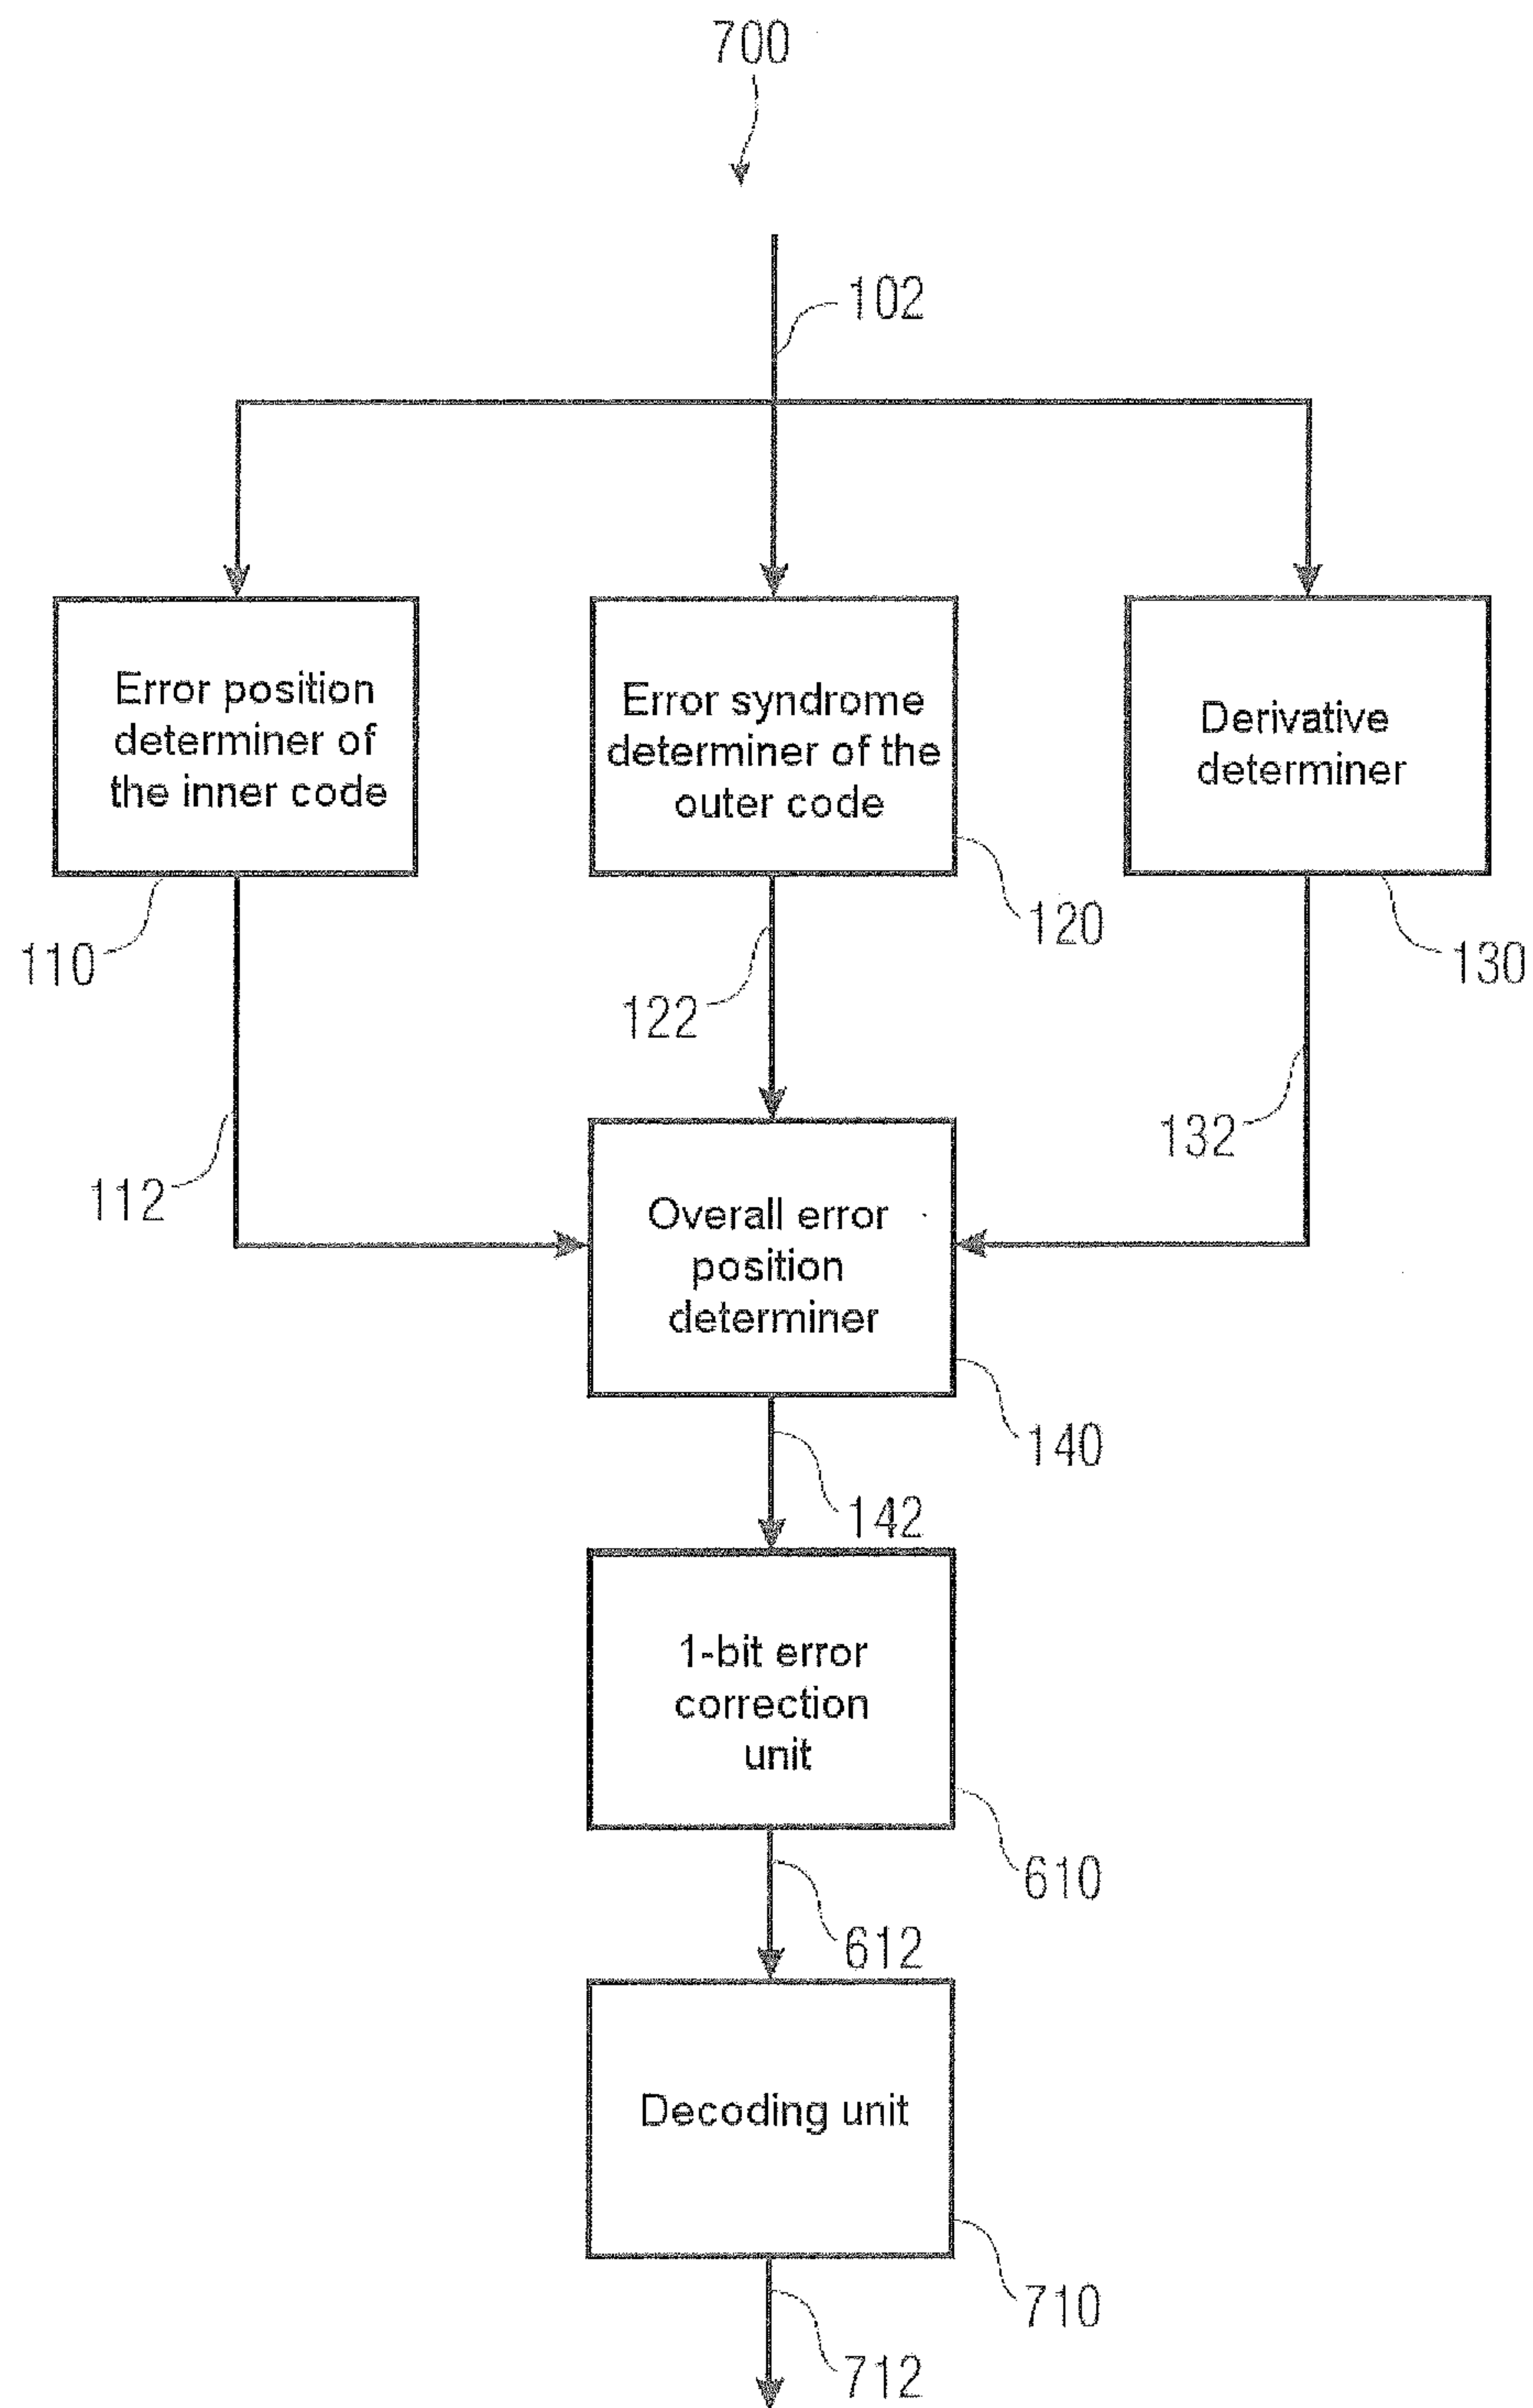 700
102
Error position
determiner of
the inner code
Error syndrome
determiner of the
outer code
Derivative
determiner
110
120
130
122
112
132
Overall error
position
determiner
140
142
1-bit error
correction
unit
610
612
Decoding unit
710
712